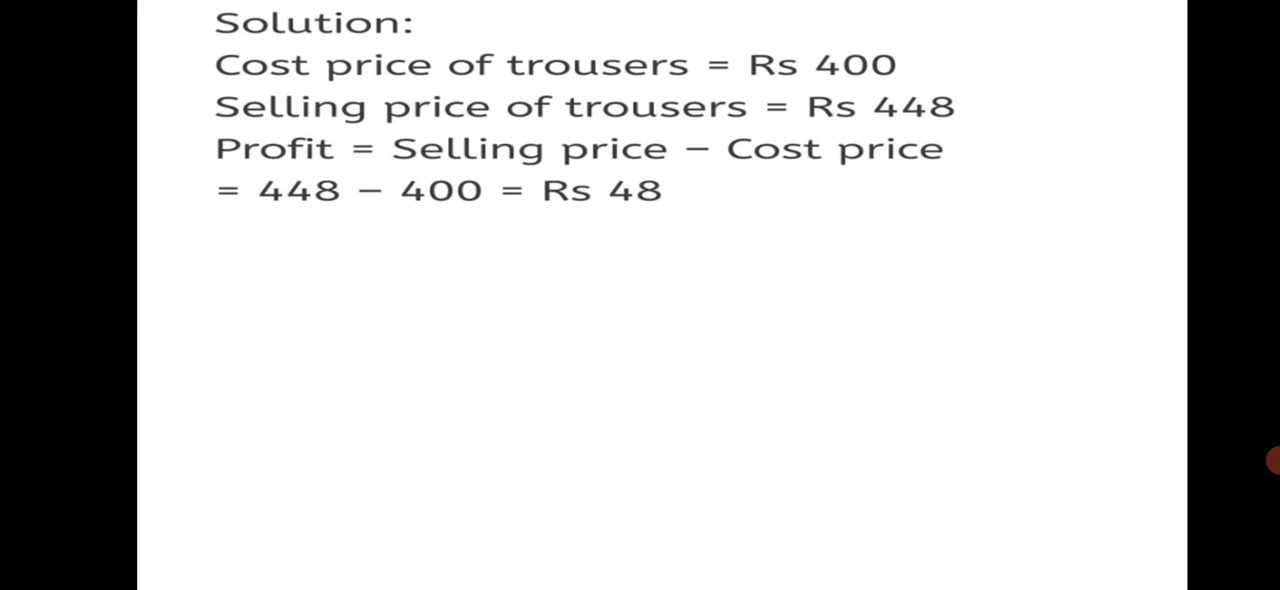 Solution:
Cost price of trousers = Rs 400
Selling price of trousers = Rs 448
Profit = Selling price − Cost price
= 448 − 400 = Rs 48